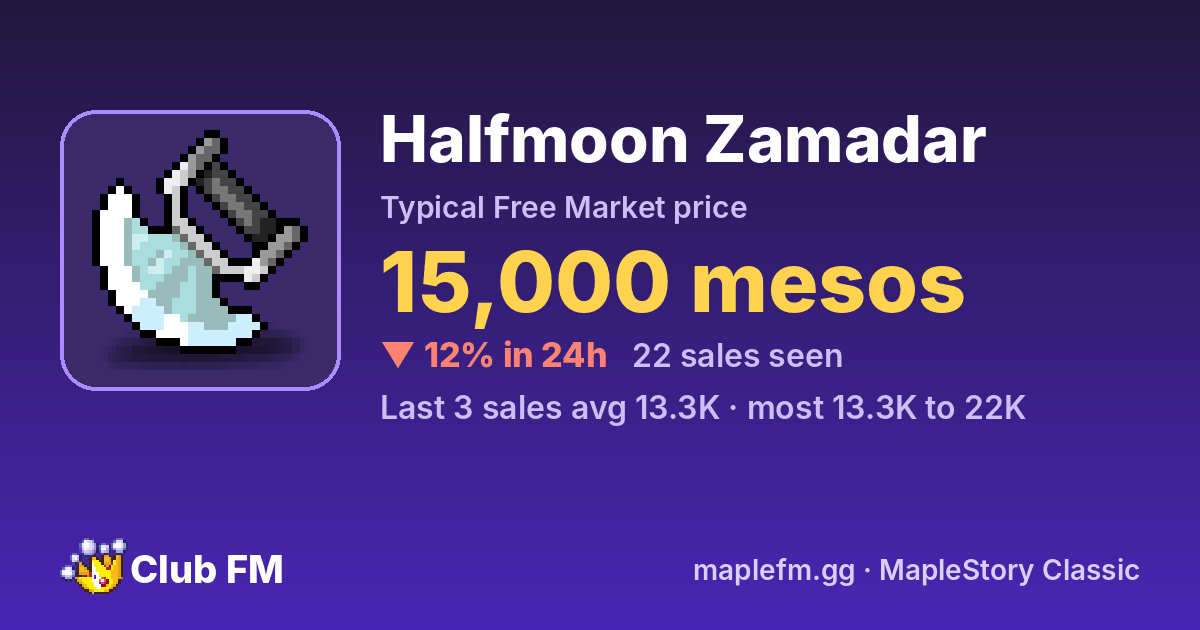 Halfmoon Zamadar
Typical Free Market price
15,000 mesos
▼ 12% in 24h 22 sales seen
Last 3 sales avg 13.3K · most 13.3K to 22K
Club FM
maplefm.gg · MapleStory Classic